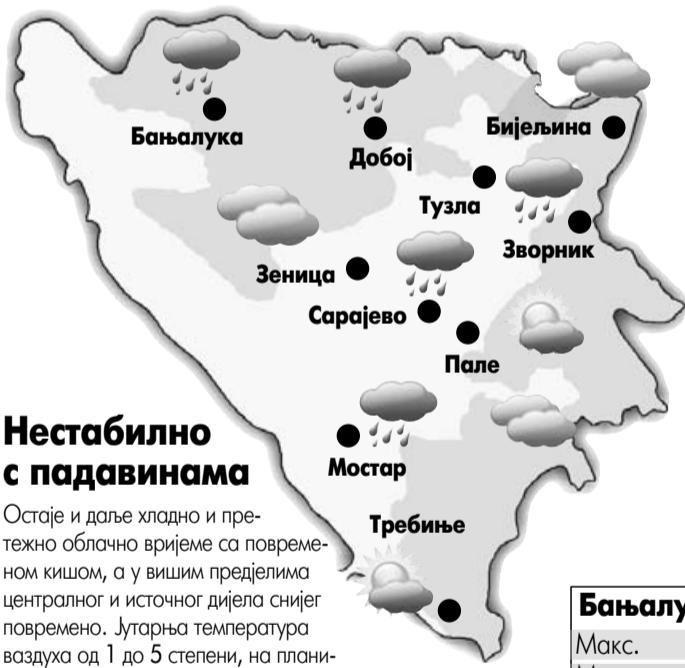 Бањалука
Добој
Бијељина
Тузла
Зворник
Зеница
Сарајево
Пале
Мостар
Требиње
Нестабилно
с падавинама
Остаје и даље хладно и пре-
тежно облачно вријеме са повреме-
ном кишом, а у вишим предјелима
централног и источног дијела снијег
повремено. Јутарња температура
ваздуха од 1 до 5 степени, на плани-
Бањалу
Макс.